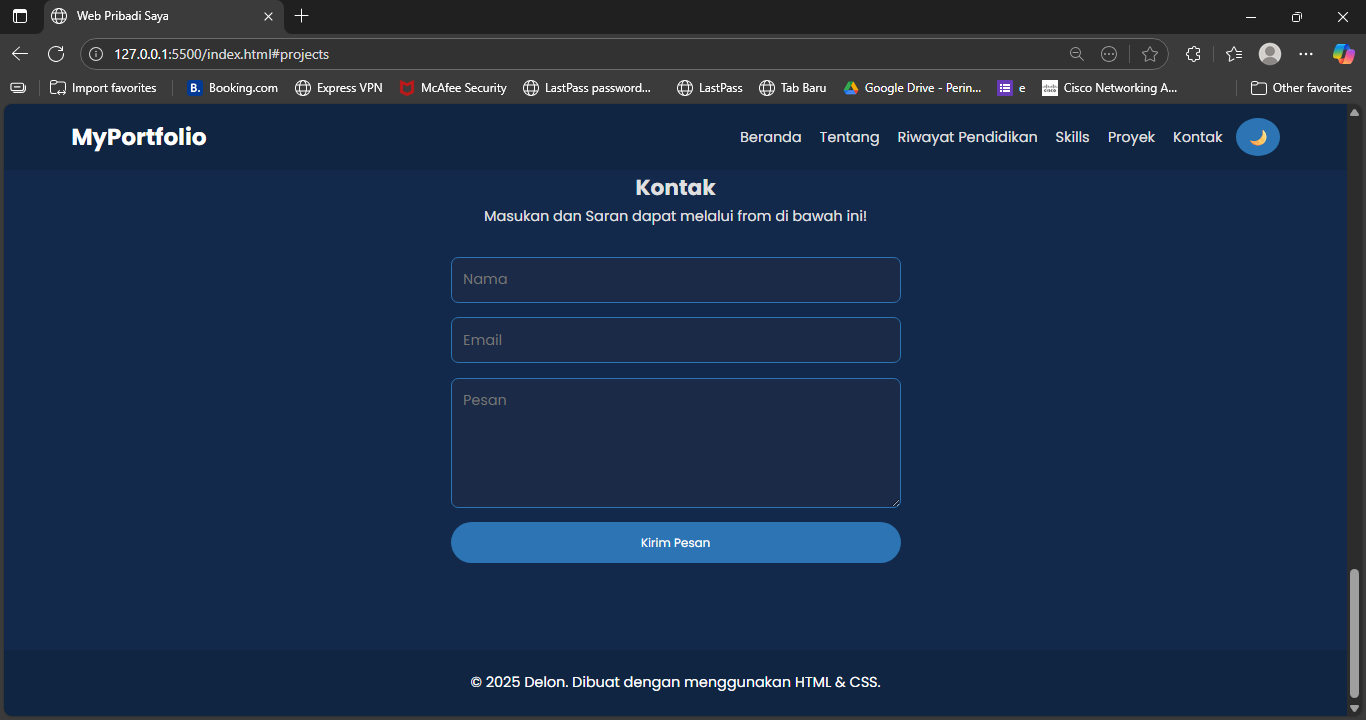 Web Pribadi Saya
127.0.0.1:5500/index.html#projects
Import favorites B. Booking.com Express VPN McAfee Security LastPass password... LastPass Tab Baru Google Drive - Perin... e Cisco Networking A... Other favorites
MyPortfolio Beranda Tentang Riwayat Pendidikan Skills Proyek Kontak
Kontak
Masukan dan Saran dapat melalui from di bawah ini!
Nama
Email
Pesan
Kirim Pesan
© 2025 Delon. Dibuat dengan menggunakan HTML & CSS.